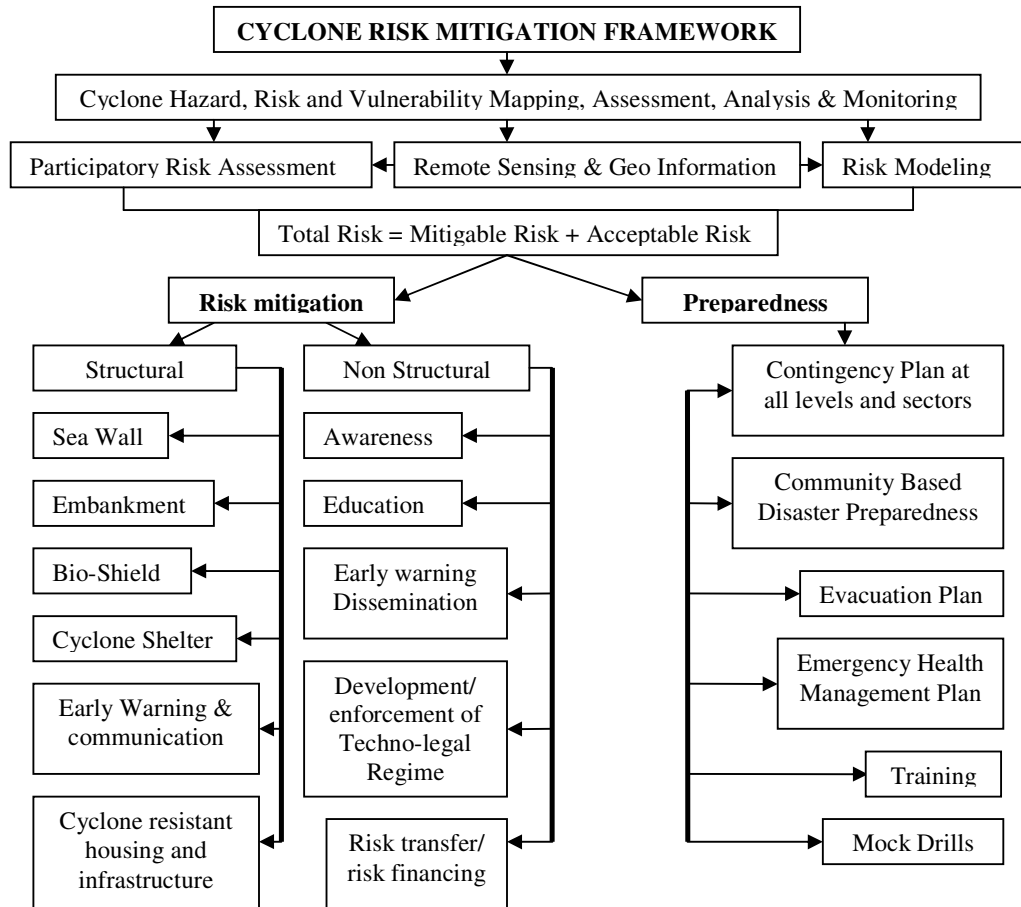 CYCLONE RISK MITIGATION FRAMEWORK
Cyclone Hazard, Risk and Vulnerability Mapping, Assessment, Analysis & Monitoring
Participatory Risk Assessment
Remote Sensing & Geo Information
Risk Modeling
Total Risk = Mitigable Risk + Acceptable Risk
Risk mitigation
Preparedness
Structural
Sea Wall
Embankment
Bio-Shield
Cyclone Shelter
Early Warning &
communication
Cyclone resistant
housing and
infrastructure
Non Structural
Awareness
Education
Early warning
Dissemination
Development/
enforcement of
Techno-legal
Regime
Risk transfer/
risk financing
Contingency Plan at
all levels and sectors
Community Based
Disaster Preparedness
Evacuation Plan
Emergency Health
Management Plan
Training
Mock Drills